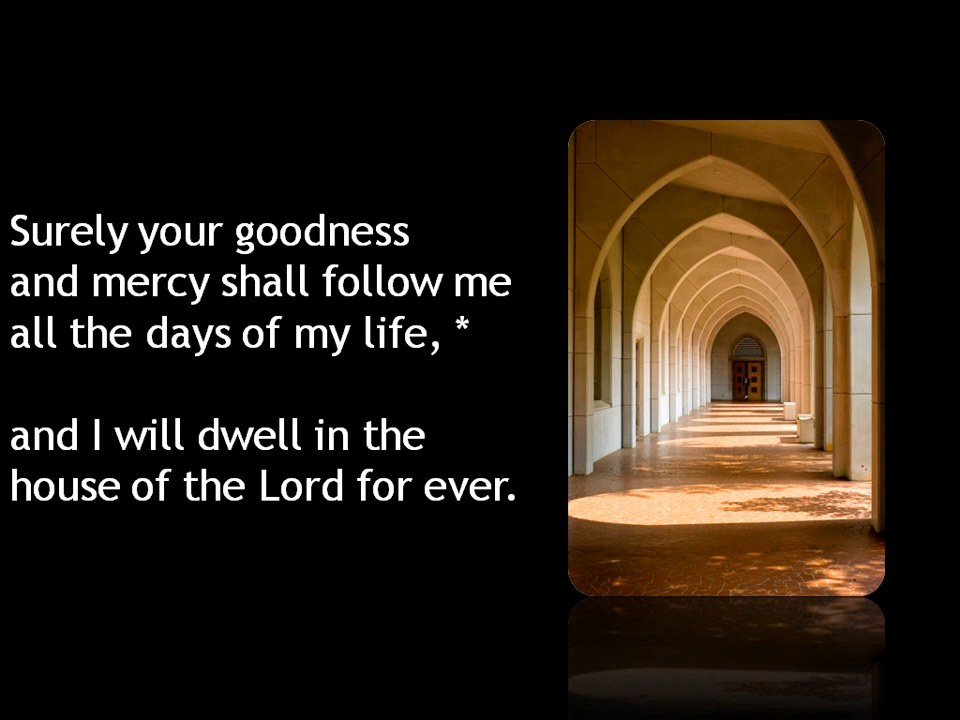 Surely your goodness
and mercy shall follow me
all the days of my life, *
and I will dwell in the
house of the Lord for ever.